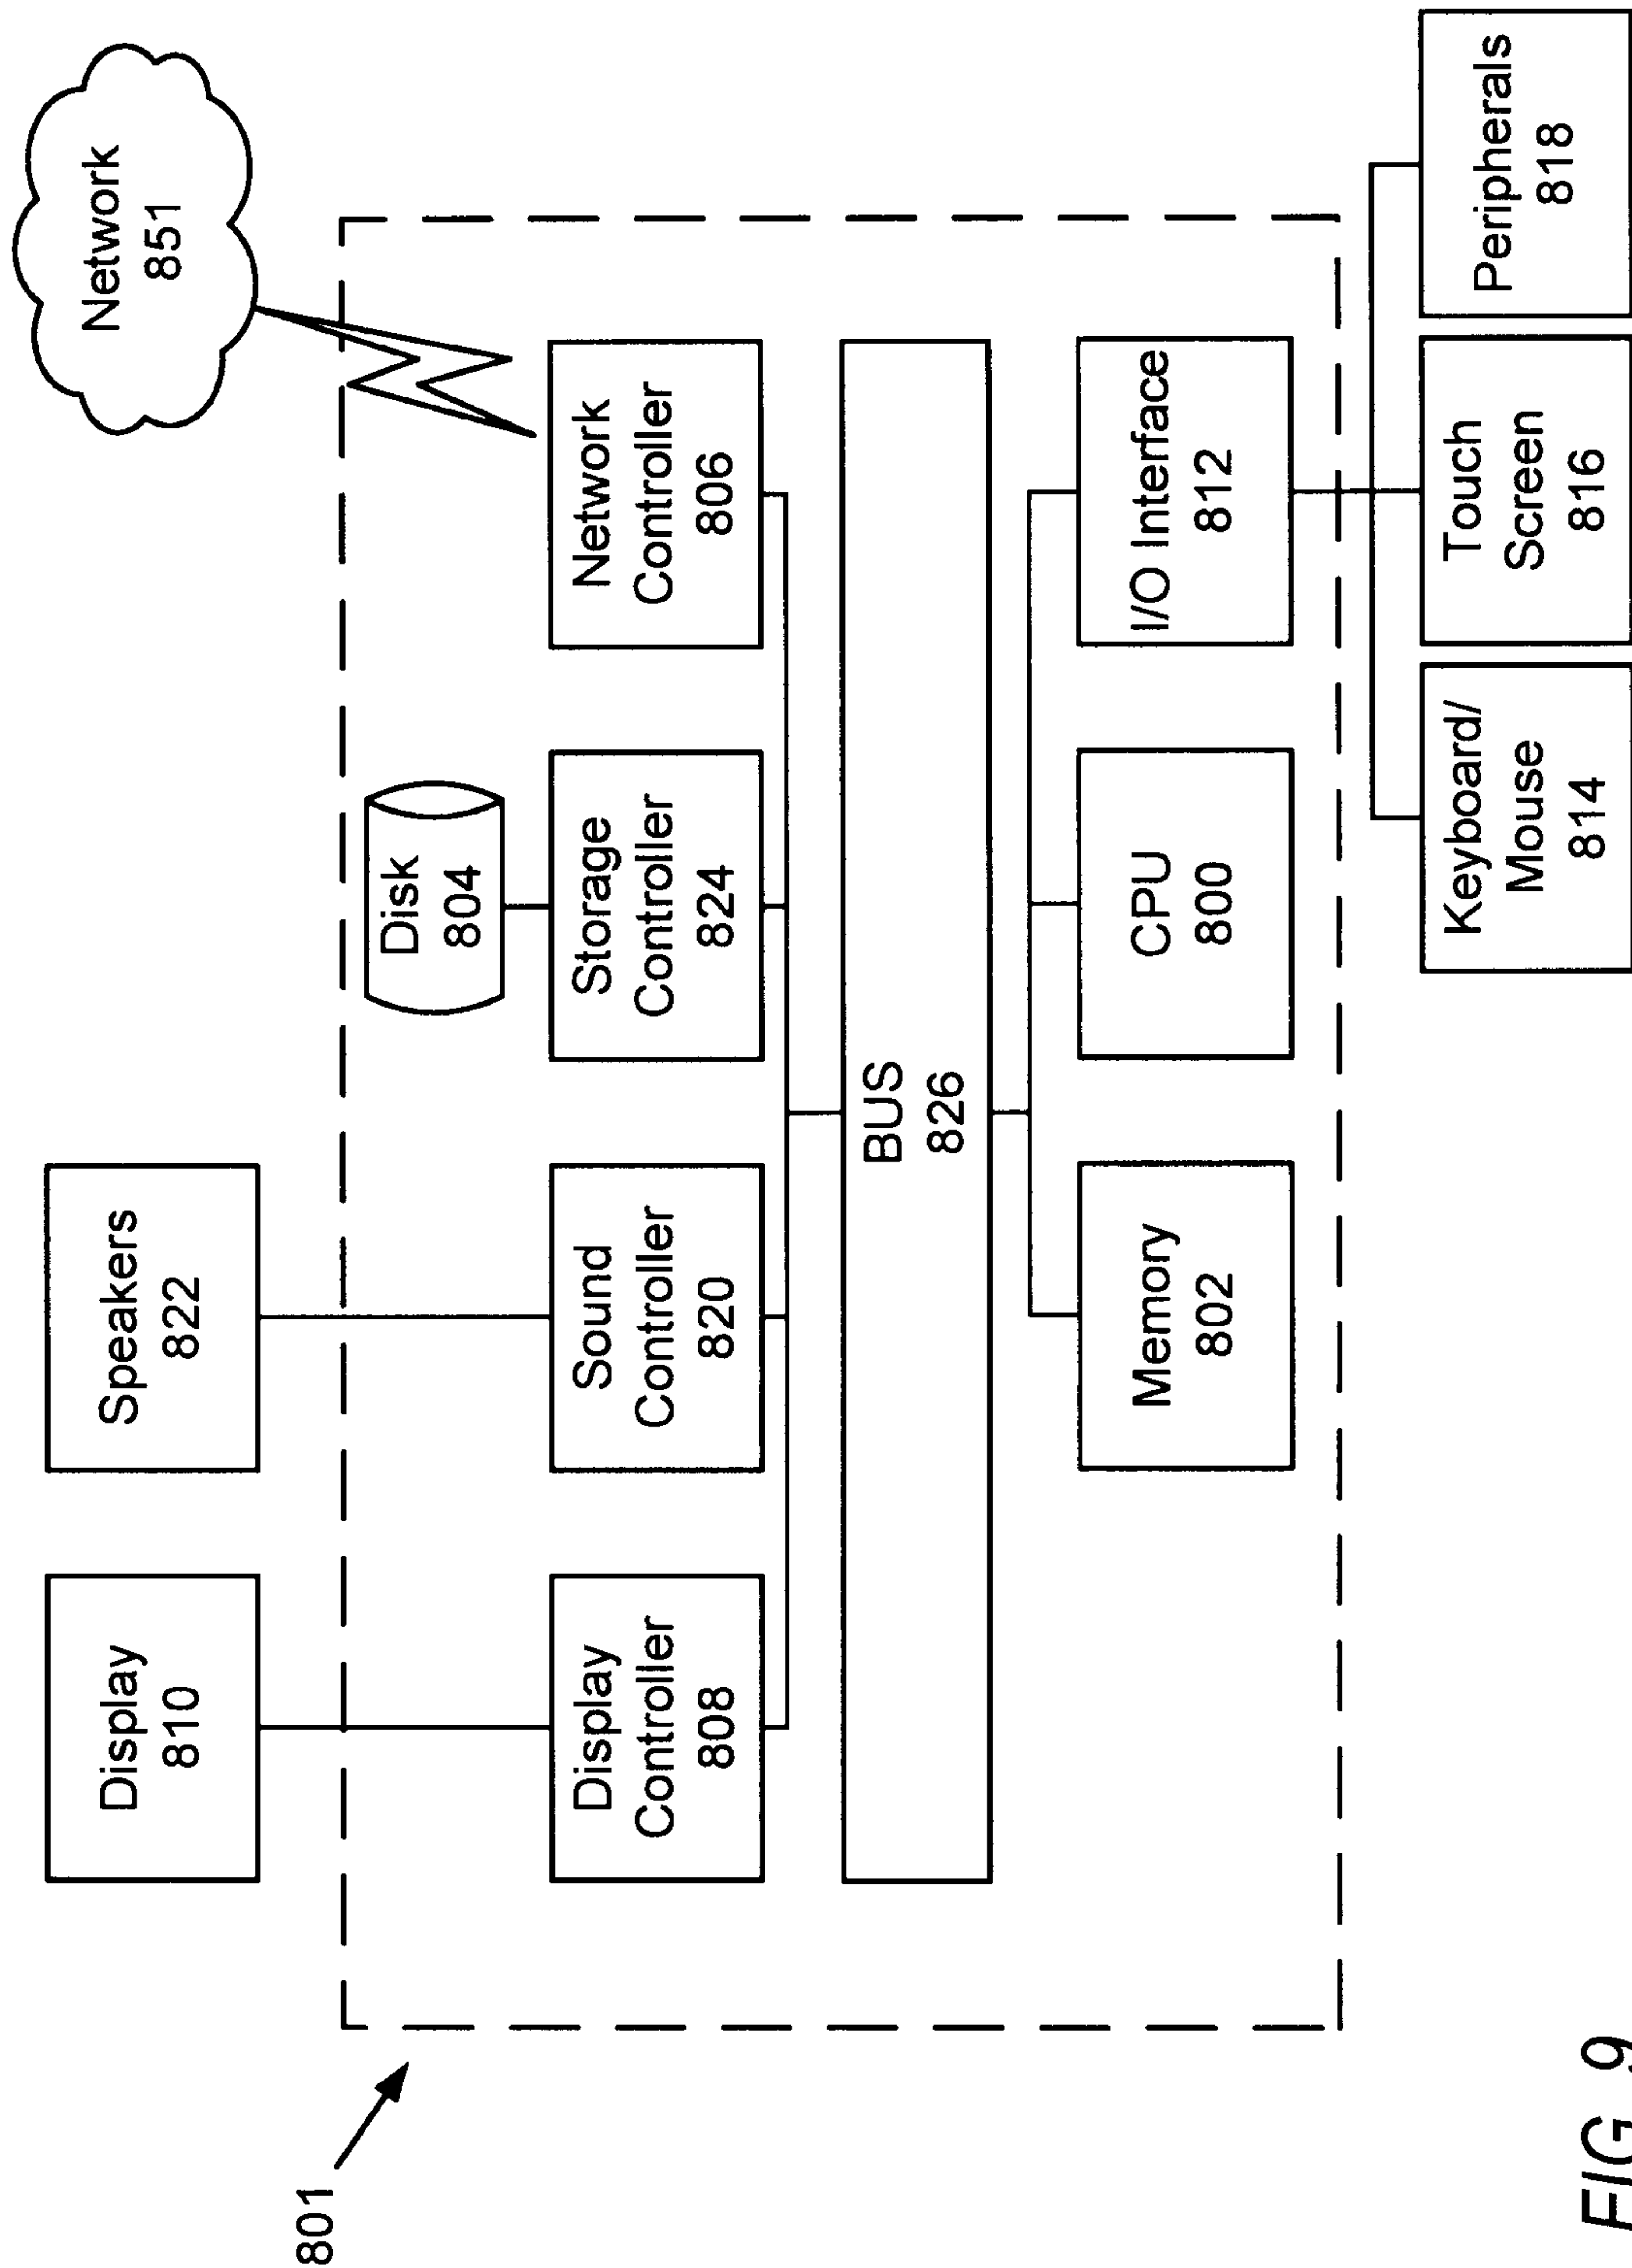 Display
810
Speakers
822
Network
851
801
Disk
804
Display
Controller
808
Sound
Controller
820
Storage
Controller
824
Network
Controller
806
BUS
826
Memory
802
CPU
800
I/O Interface
812
Keyboard/
Mouse
814
Touch
Screen
816
Peripherals
818
FIG. 9